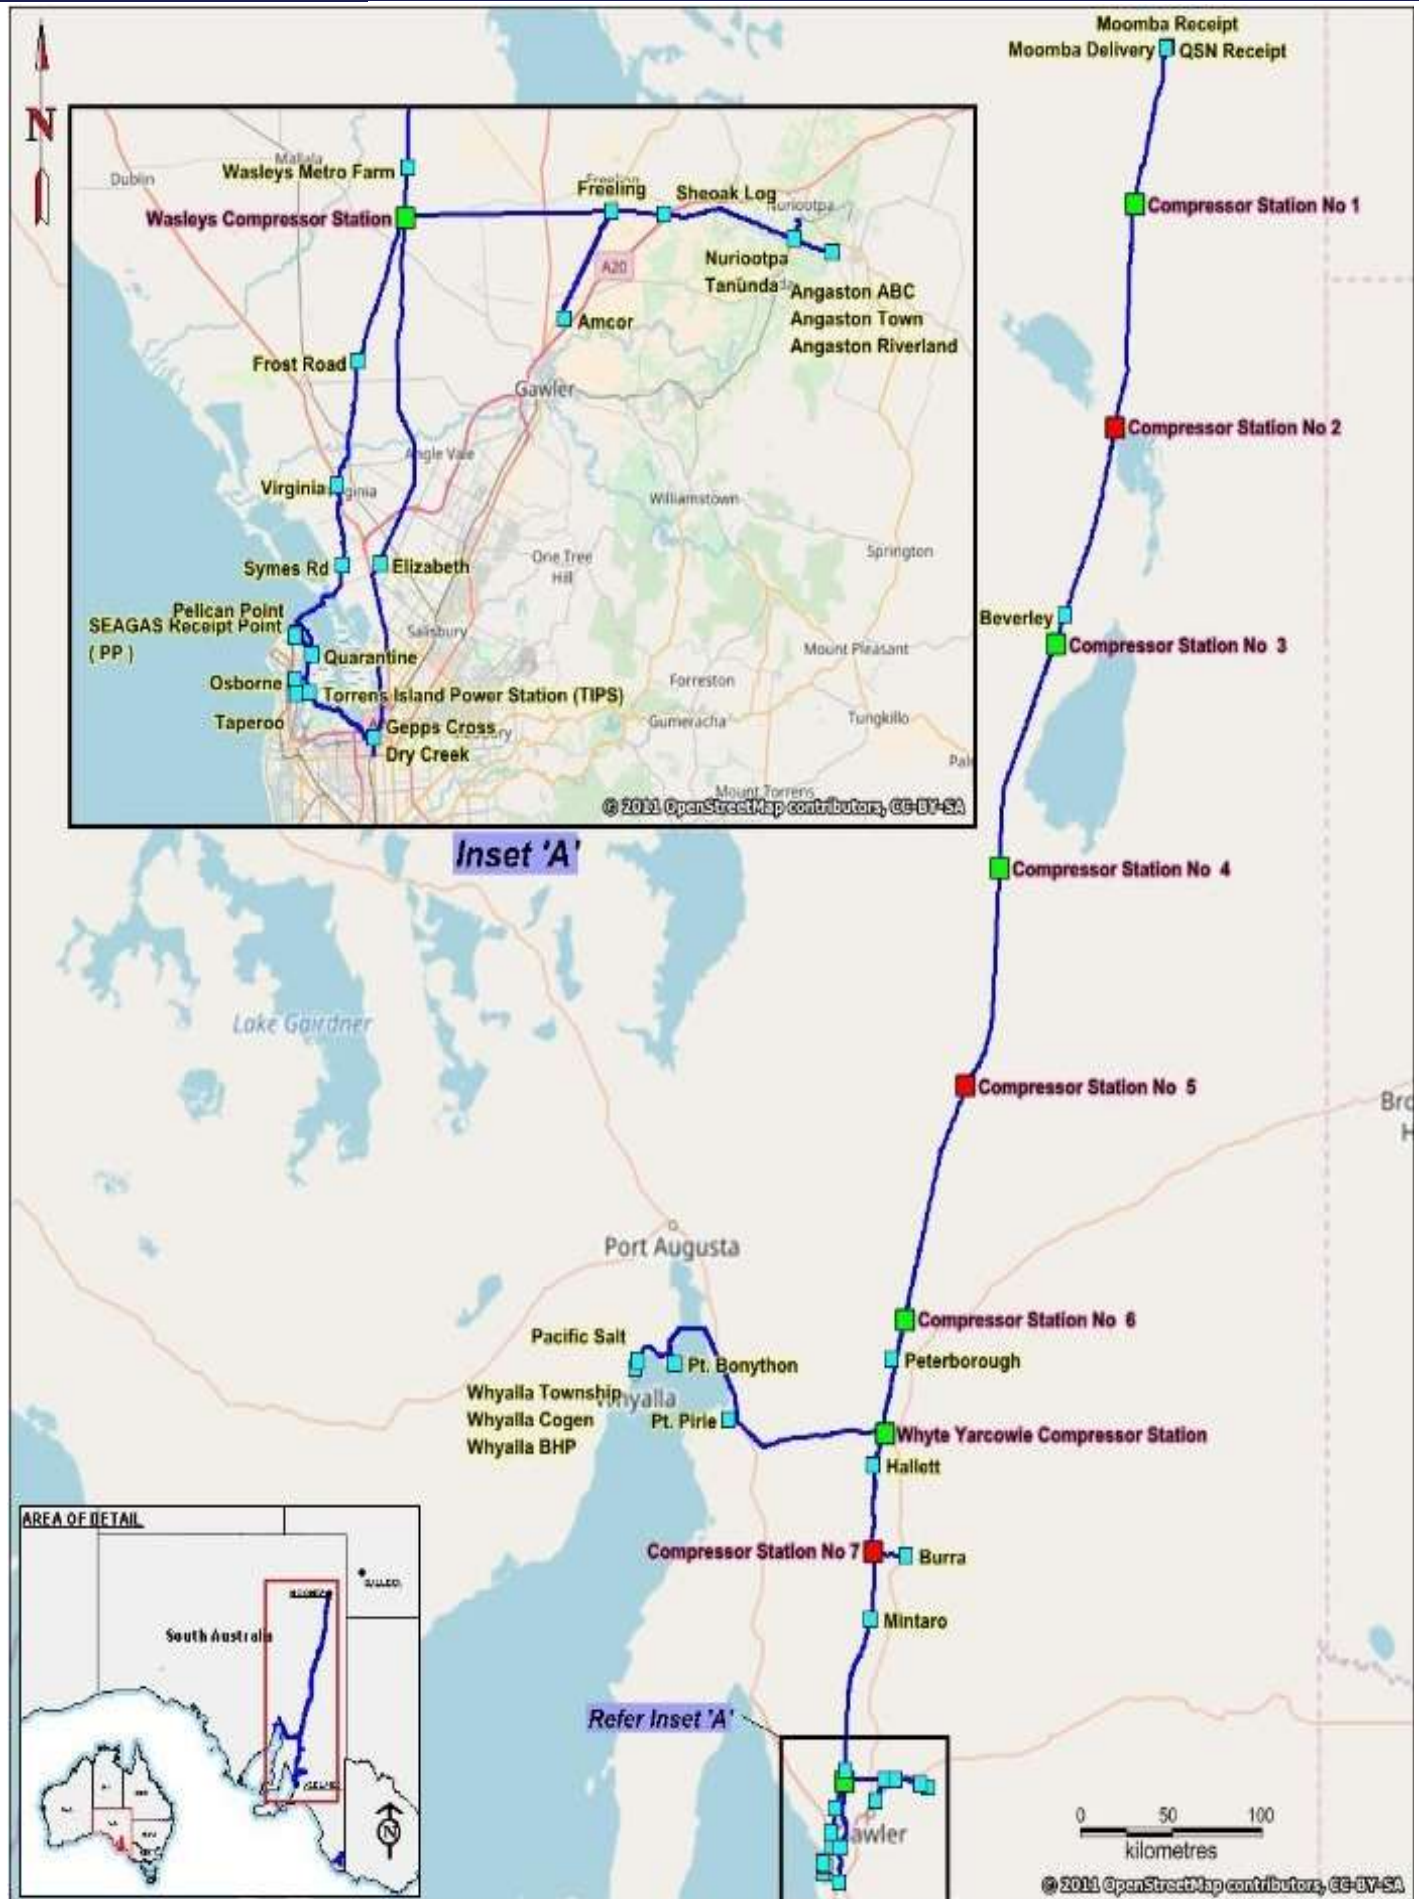 Moomba Receipt
Moomba Delivery
QSN Receipt
N
Compressor Station No 1
Compressor Station No 2
Beverley
Compressor Station No 3
Compressor Station No 4
Compressor Station No 5
Compressor Station No 6
Peterborough
Whyte Yarcowie Compressor Station
Hallett
Compressor Station No 7
Burra
Mintaro
Mallala
Dublin
Wasleys Metro Farm
Wasleys Compressor Station
Freeling
Sheoak Log
Nuriootpa
A20
Nuriootpa
Tanunda
Angaston ABC
Angaston Town
Angaston Riverland
Amcor
Frost Road
Gawler
Angle Vale
Virginia
Williamstown
Springton
Symes Rd
Elizabeth
One Tree
Hill
Pelican Point
SEAGAS Receipt Point
( PP )
Salisbury
Quarantine
Mount Pleasant
Osborne
Torrens Island Power Station (TIPS)
Forreston
Taperoo
Gepps Cross
Gumeracha
Tungkillo
Dry Creek
Mount Torrens
© 2011 OpenStreetMap contributors, CC-BY-SA
Inset 'A'
Lake Gairdner
Port Augusta
Pacific Salt
Pt. Bonython
Whyalla Township
Whyalla
Whyalla Cogen
Pt. Pirie
Whyalla BHP
AREA OF DETAIL
South Australia
N
Refer Inset 'A'
awler
0 50 100
kilometres
© 2011 OpenStreetMap contributors, CC-BY-SA